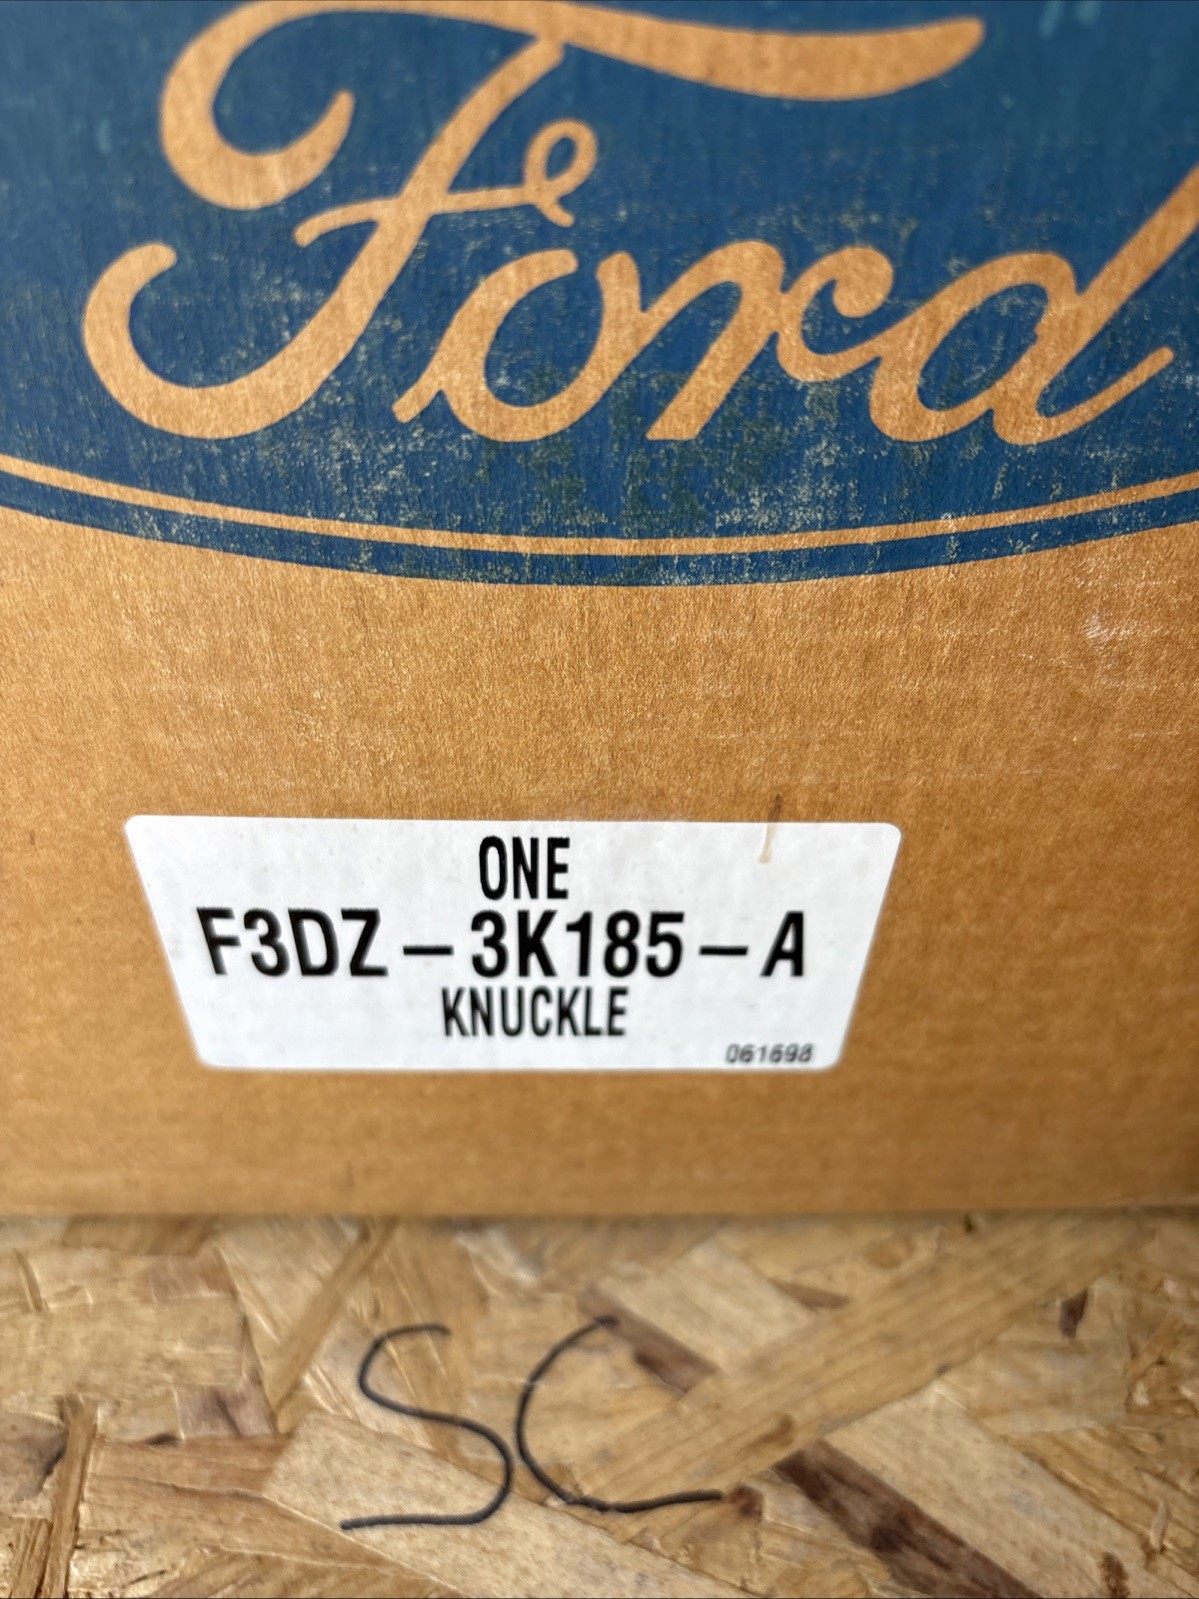 Ford
ONE
F3DZ-3K185-A
KNUCKLE
061698
SC